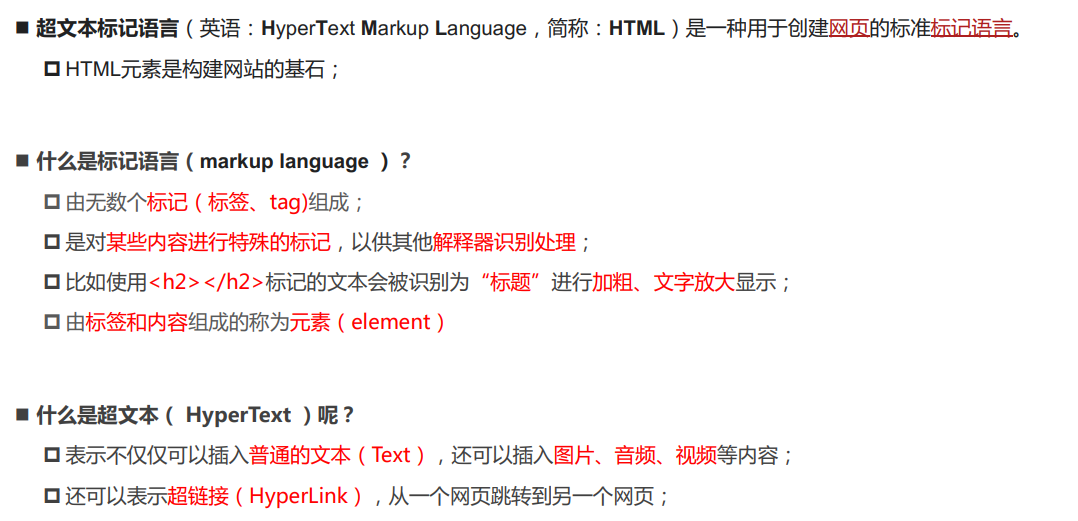 超文本标记语言（英语：HyperText Markup Language，简称：HTML）是一种用于创建网页的标准标记语言。
HTML元素是构建网站的基石；
什么是标记语言（markup language ）？
由无数个标记（标签、tag)组成；
是对某些内容进行特殊的标记，以供其他解释器识别处理；
比如使用<h2></h2>标记的文本会被识别为“标题”进行加粗、文字放大显示；
由标签和内容组成的称为元素（element）
什么是超文本（ HyperText ）呢？
表示不仅仅可以插入普通的文本（Text），还可以插入图片、音频、视频等内容；
还可以表示超链接（HyperLink），从一个网页跳转到另一个网页；